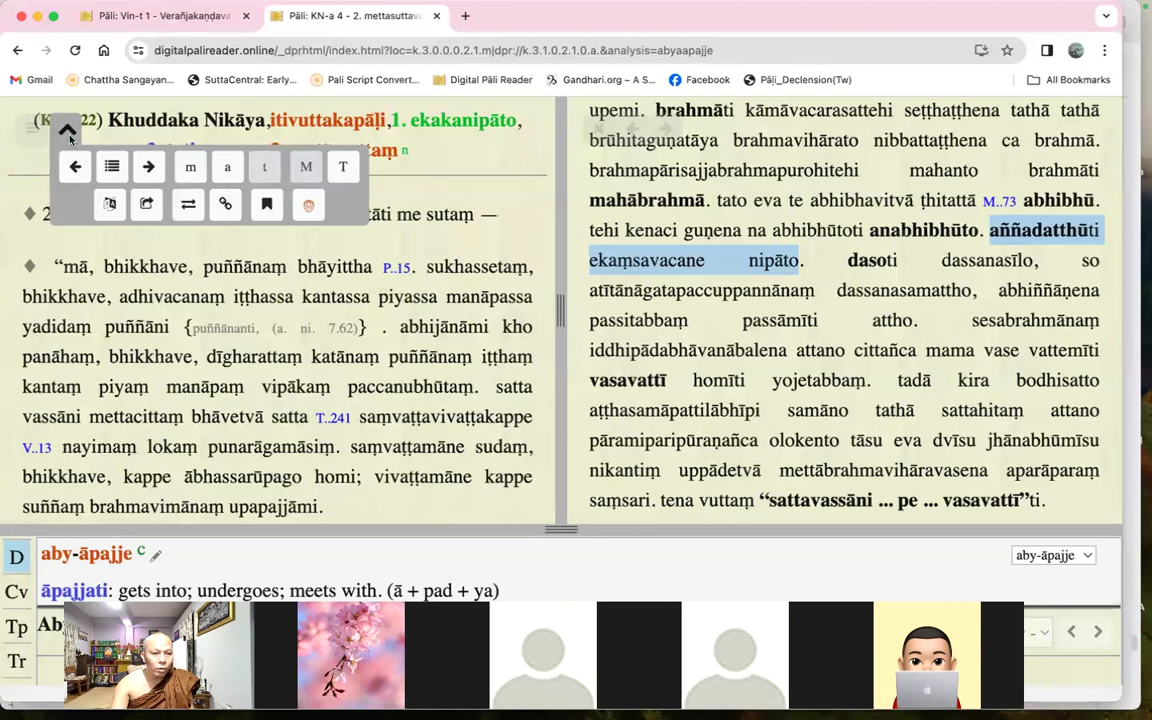 Pāli: Vin-t 1 - Verañjakaṇḍava
Pāli: KN-a 4 - 2. mettasuttava
digitalpalireader.online/_dprhtml/index.html?loc=k.3.0.0.0.2.1.m|dpr://k.3.1.0.2.1.0.a.&analysis=abyaapajje
Gmail
Chattha Sangayan...
SuttaCentral: Early...
Pali Script Convert...
Digital Pāli Reader
Gandhari.org – A S...
Facebook
Pāḷi_Declension(Tw)
All Bookmarks
22) Khuddaka Nikāya,itivuttakapāḷi,1. ekakanipāto,
n
m a t M T
tāti me sutaṃ —
“mā, bhikkhave, puññānaṃ bhāyittha P..15. sukhassetaṃ,
bhikkhave, adhivacanaṃ iṭṭhassa kantassa piyassa manāpassa
yadidaṃ puññāni {puññānanti, (a. ni. 7.62)} . abhijānāmi kho
panāhaṃ, bhikkhave, dīgharattaṃ katānaṃ puññānaṃ iṭṭhaṃ
kantaṃ piyaṃ manāpaṃ vipākaṃ paccanubhūtaṃ. satta
vassāni mettacittaṃ bhāvetvā satta T..241 saṃvaṭṭavivaṭṭakappe
V..13 nayimaṃ lokaṃ punarāgamāsiṃ. saṃvaṭṭamāne sudaṃ,
bhikkhave, kappe ābhassarūpago homi; vivaṭṭamāne kappe
suññaṃ brahmavimānaṃ upapajjāmi.
upemi. brahmāti kāmāvacarasattehi seṭṭhaṭṭhena tathā tathā
brūhitaguṇatāya brahmavihārato nibbattaṭṭhena ca brahmā.
brahmapārisajjabrahmapurohitehi mahanto brahmāti
mahābrahmā. tato eva te abhibhavitvā ṭhitattā M..73 abhibhū.
tehi kenaci guṇena na abhibhūtoti anabhibhūto. aññadatthūti
ekaṃsavacane nipāto. dasoti dassanasīlo, so
atītānāgatapaccuppannānaṃ dassanasamattho, abhiññāṇena
passitabbaṃ passāmīti attho. sesabrahmānaṃ
iddhipādabhāvanābalena attano cittañca mama vase vattemīti
vasavattī homīti yojetabbaṃ. tadā kira bodhisatto
aṭṭhasamāpattilābhīpi samāno tathā sattahitaṃ attano
pāramiparipūraṇañca olokento tāsu eva dvīsu jhānabhūmīsu
nikantiṃ uppādetvā mettābrahmavihāravasena aparāparaṃ
saṃsari. tena vuttaṃ “sattavassāni ... pe ... vasavattī”ti.
D
aby-āpajje c
aby-āpajje
Cv
āpajjati: gets into; undergoes; meets with. (ā + pad + ya)
Tp
Ab
Tr